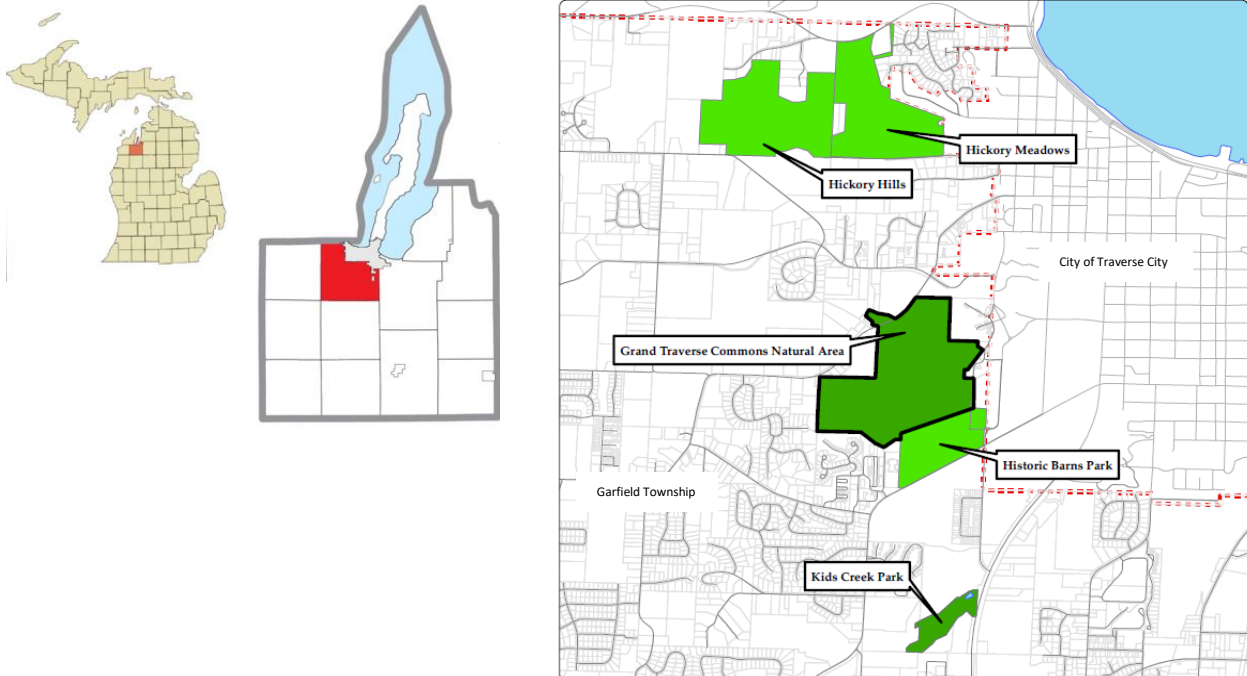 Hickory Meadows
Hickory Hills
City of Traverse City
Grand Traverse Commons Natural Area
Historic Barns Park
Garfield Township
Kids Creek Park